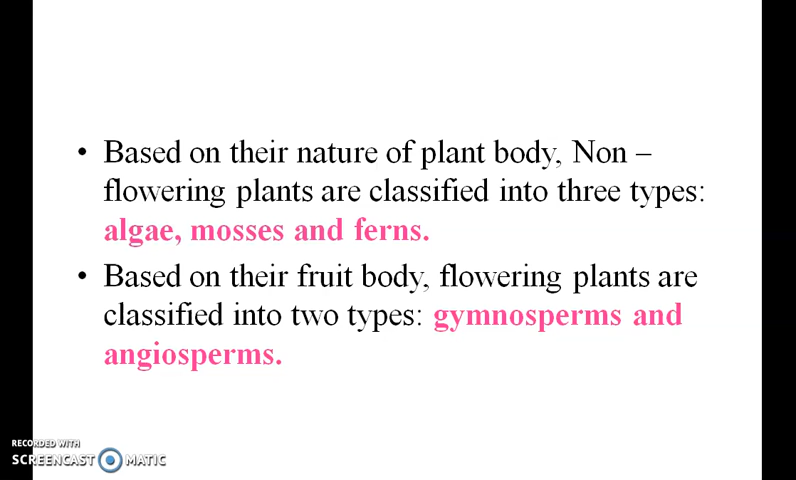 • Based on their nature of plant body, Non –
flowering plants are classified into three types:
algae, mosses and ferns.
• Based on their fruit body, flowering plants are
classified into two types: gymnosperms and
angiosperms.
RECORDED WITH
SCREENCAST MATIC